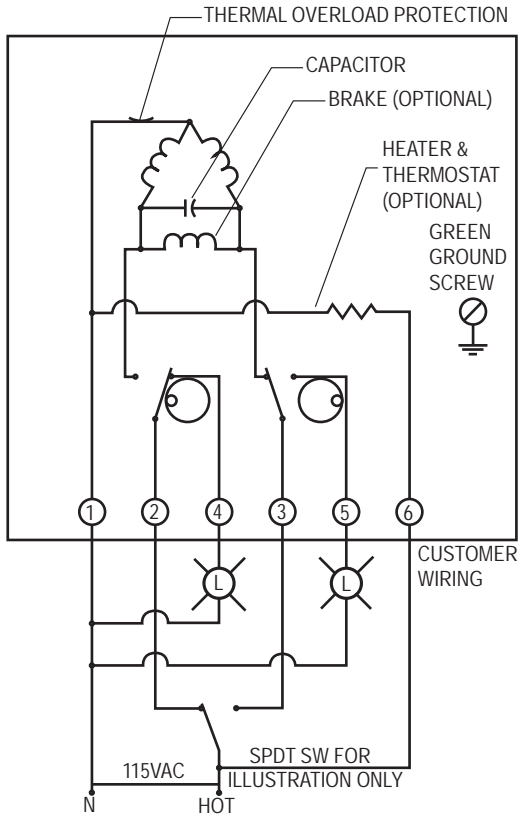 THERMAL OVERLOAD PROTECTION
CAPACITOR
BRAKE (OPTIONAL)
HEATER &
THERMOSTAT
(OPTIONAL)
GREEN
GROUND
SCREW
1
2
4
3
5
6
CUSTOMER
WIRING
L
L
SPDT SW FOR
ILLUSTRATION ONLY
115VAC
N
HOT